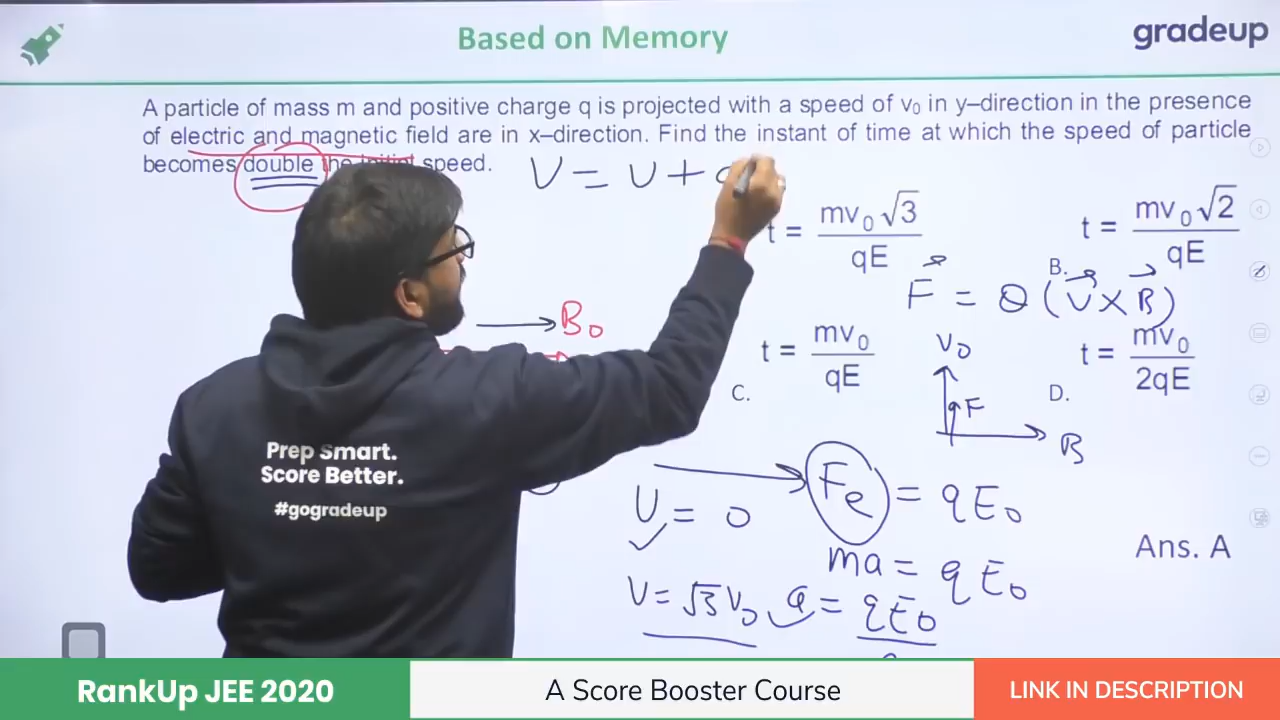 Based on Memory
gradeup
A particle of mass m and positive charge q is projected with a speed of v₀ in y–direction in the presence
of electric and magnetic field are in x–direction. Find the instant of time at which the speed of particle
becomes double the initial speed.
V = U +
t = mv₀√3 / qE
B. t = mv₀√2 / qE
F = Q (V × B)
B₀
C. t = mv₀ / qE
D. t = mv₀ / 2qE
V₀
F
B
Fe = qE₀
U = 0
ma = qE₀
V = √3 V₀
a = qE₀
Ans. A
Prep Smart.
Score Better.
#gogradeup
RankUp JEE 2020
A Score Booster Course
LINK IN DESCRIPTION